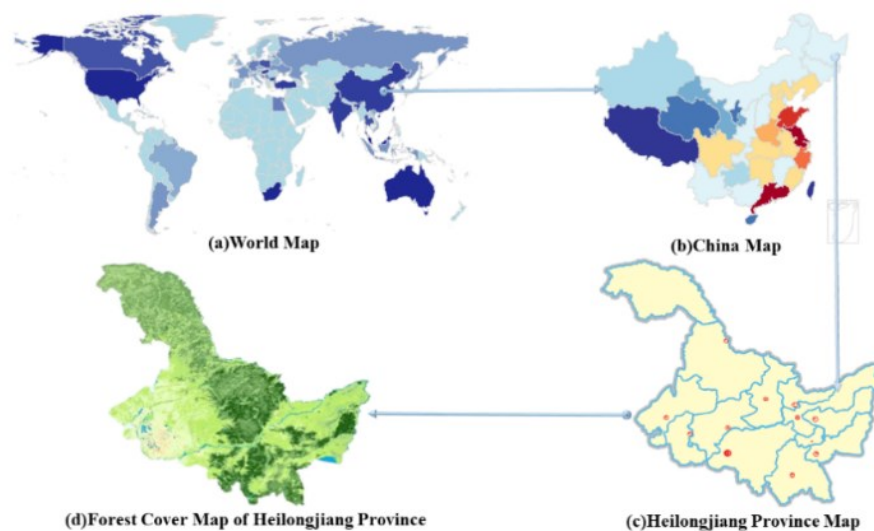 (a)World Map
(b)China Map
(d)Forest Cover Map of Heilongjiang Province
(c)Heilongjiang Province Map